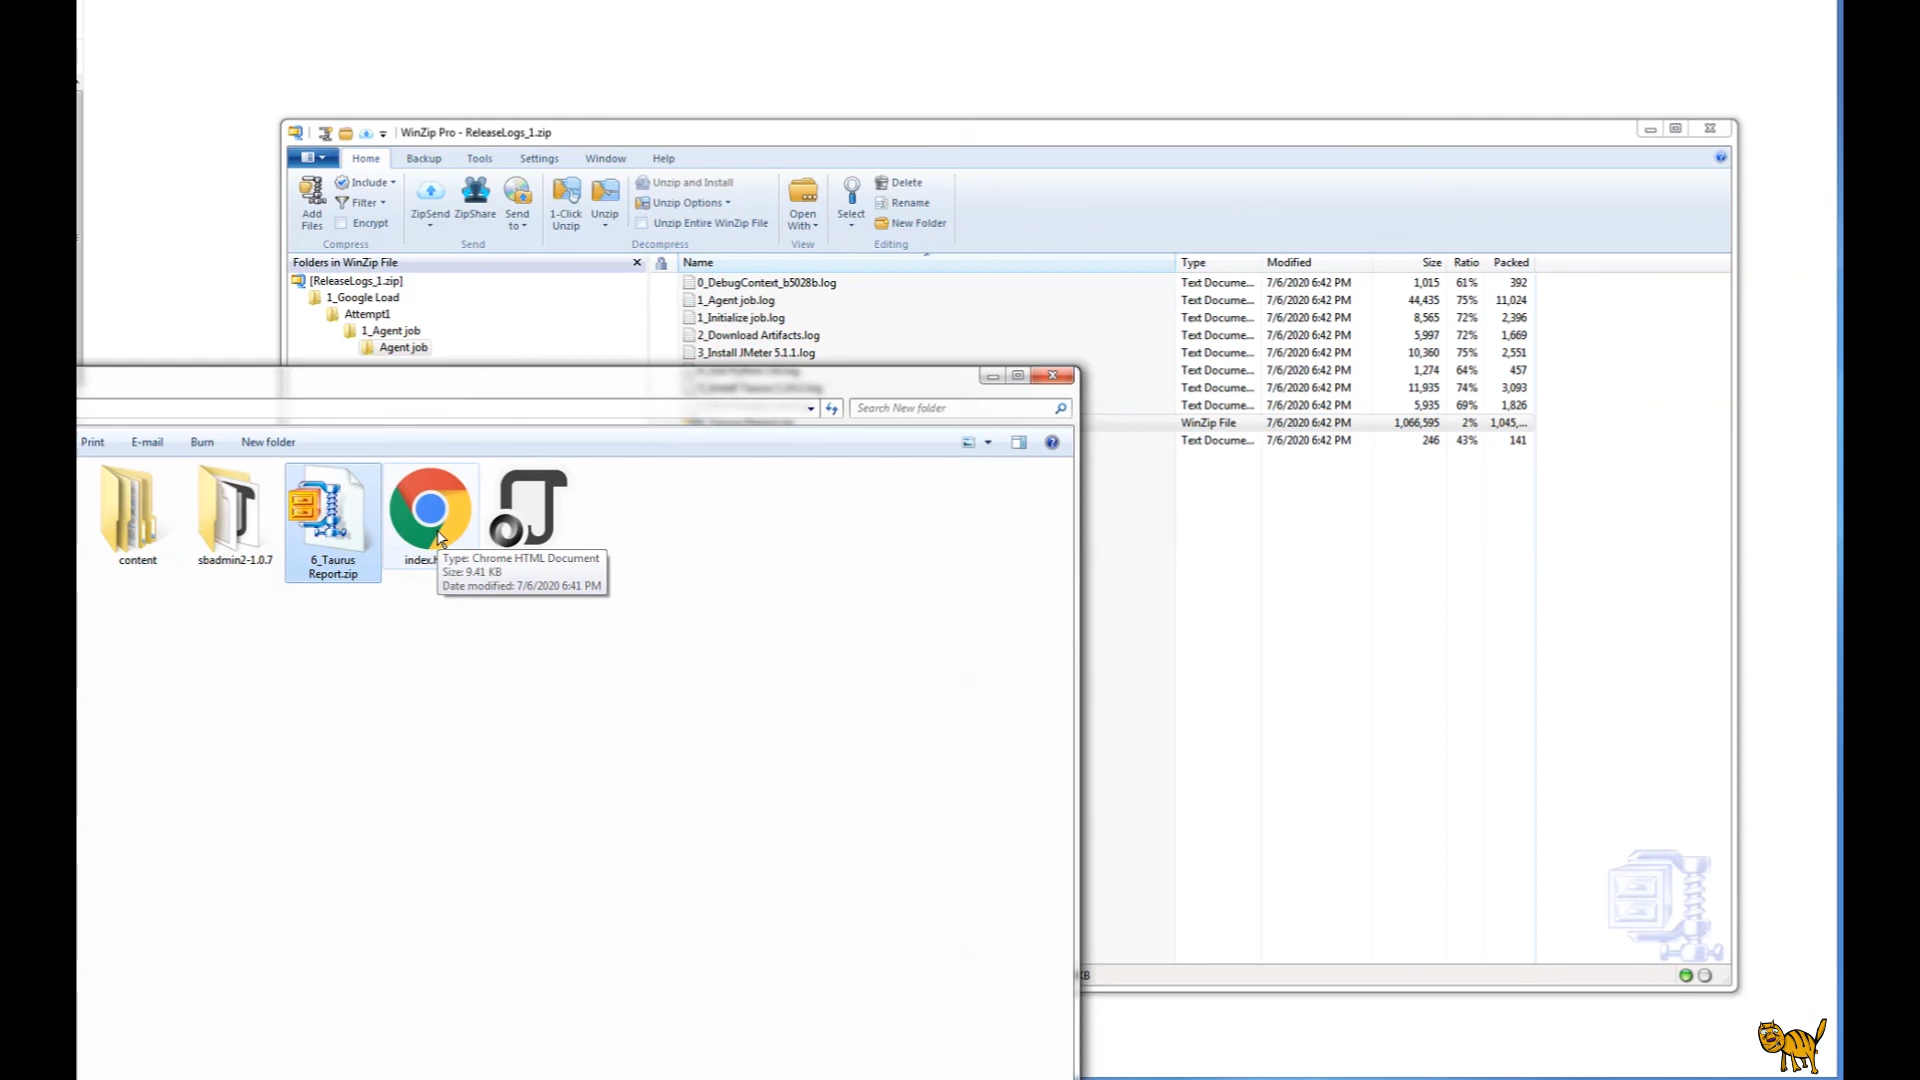 WinZip Pro - ReleaseLogs_1.zip
Home Backup Tools Settings Window Help
Add Files
Include
Filter
Encrypt
Compress
ZipSend
ZipShare
Send to
Send
1-Click Unzip
Unzip
Unzip and Install
Unzip Options
Unzip Entire WinZip File
Decompress
Open With
View
Select
Delete
Rename
New Folder
Editing
Folders in WinZip File
[ReleaseLogs_1.zip]
1_Google Load
Attempt1
1_Agent job
Agent job
Name Type Modified Size Ratio Packed
0_DebugContext_b5028b.log Text Docume... 7/6/2020 6:42 PM 1,015 61% 392
1_Agent job.log Text Docume... 7/6/2020 6:42 PM 44,435 75% 11,024
1_Initialize job.log Text Docume... 7/6/2020 6:42 PM 8,565 72% 2,396
2_Download Artifacts.log Text Docume... 7/6/2020 6:42 PM 5,997 72% 1,669
3_Install JMeter 5.1.1.log Text Docume... 7/6/2020 6:42 PM 10,360 75% 2,551
Text Docume... 7/6/2020 6:42 PM 1,274 64% 457
Text Docume... 7/6/2020 6:42 PM 11,935 74% 3,093
Text Docume... 7/6/2020 6:42 PM 5,935 69% 1,826
WinZip File 7/6/2020 6:42 PM 1,066,595 2% 1,045,...
Text Docume... 7/6/2020 6:42 PM 246 43% 141
Search New folder
Print E-mail Burn New folder
content
sbadmin2-1.0.7
6_Taurus
Report.zip
index.h
Type: Chrome HTML Document
Size: 9.41 KB
Date modified: 7/6/2020 6:41 PM
KB